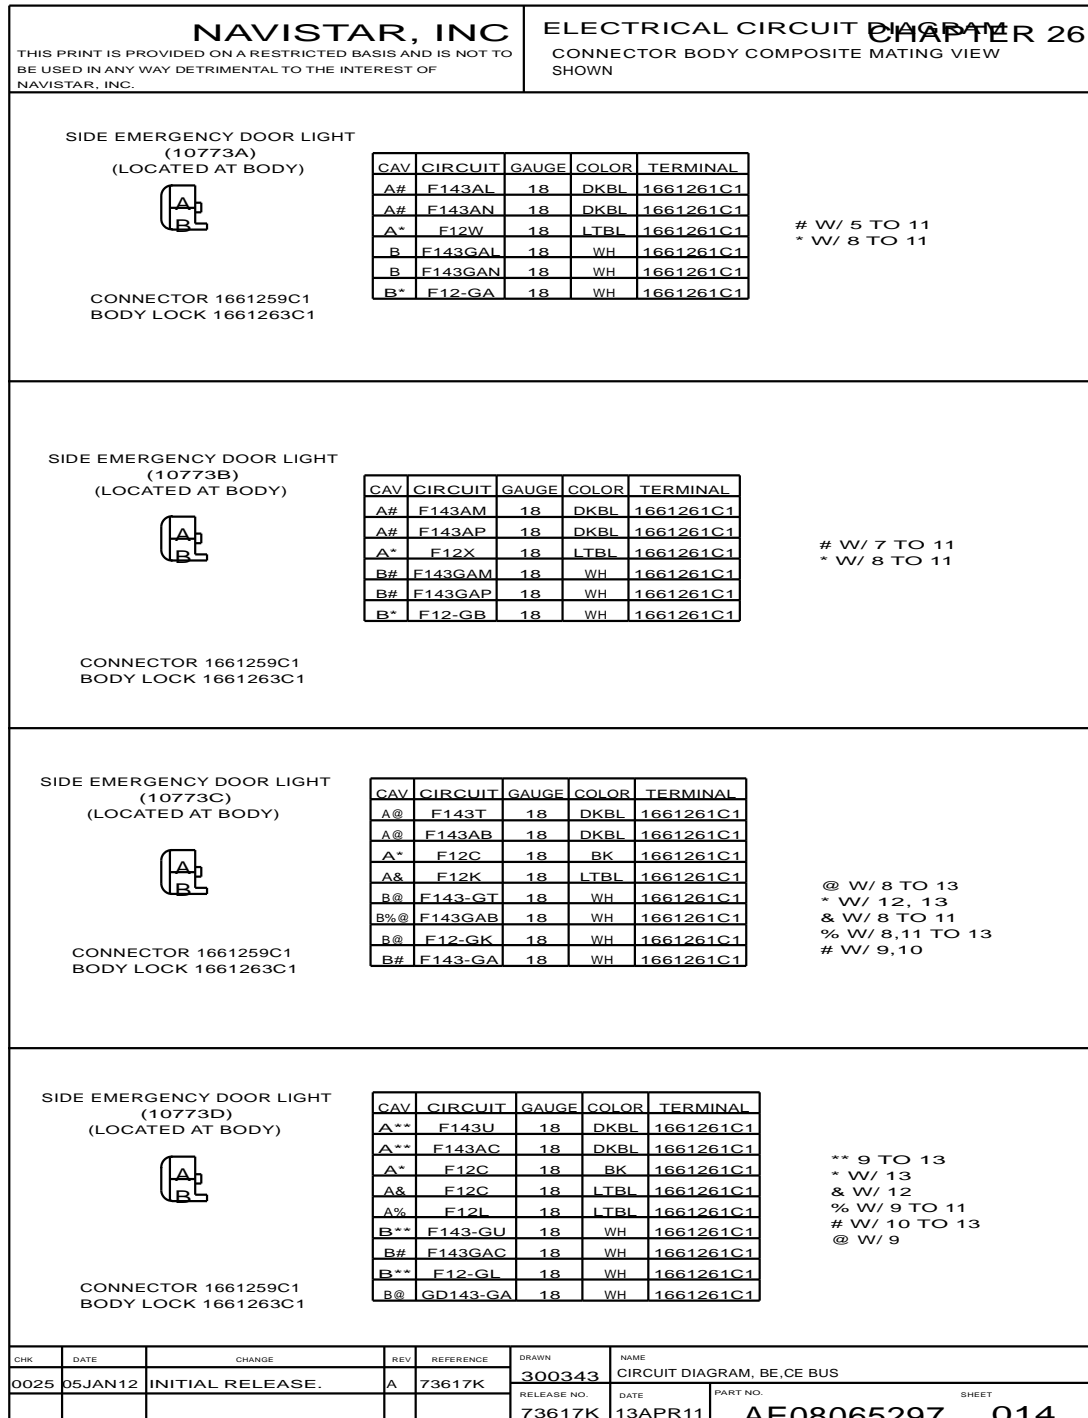 NAVISTAR, INC
THIS PRINT IS PROVIDED ON A RESTRICTED BASIS AND IS NOT TO
BE USED IN ANY WAY DETRIMENTAL TO THE INTEREST OF
NAVISTAR, INC.
ELECTRICAL CIRCUIT DIAGRAM
CHAPTER 26
CONNECTOR BODY COMPOSITE MATING VIEW
SHOWN
SIDE EMERGENCY DOOR LIGHT
(10773A)
(LOCATED AT BODY)
A
B
CONNECTOR 1661259C1
BODY LOCK 1661263C1
CAV CIRCUIT GAUGE COLOR TERMINAL
A# F143AL 18 DKBL 1661261C1
A# F143AN 18 DKBL 1661261C1
A* F12W 18 LTBL 1661261C1
B F143GAL 18 WH 1661261C1
B F143GAN 18 WH 1661261C1
B* F12-GA 18 WH 1661261C1
# W/ 5 TO 11
* W/ 8 TO 11
SIDE EMERGENCY DOOR LIGHT
(10773B)
(LOCATED AT BODY)
A
B
CONNECTOR 1661259C1
BODY LOCK 1661263C1
CAV CIRCUIT GAUGE COLOR TERMINAL
A# F143AM 18 DKBL 1661261C1
A# F143AP 18 DKBL 1661261C1
A* F12X 18 LTBL 1661261C1
B# F143GAM 18 WH 1661261C1
B# F143GAP 18 WH 1661261C1
B* F12-GB 18 WH 1661261C1
# W/ 7 TO 11
* W/ 8 TO 11
SIDE EMERGENCY DOOR LIGHT
(10773C)
(LOCATED AT BODY)
A
B
CONNECTOR 1661259C1
BODY LOCK 1661263C1
CAV CIRCUIT GAUGE COLOR TERMINAL
A@ F143T 18 DKBL 1661261C1
A@ F143AB 18 DKBL 1661261C1
A* F12C 18 BK 1661261C1
A& F12K 18 LTBL 1661261C1
B@ F143-GT 18 WH 1661261C1
B%@ F143GAB 18 WH 1661261C1
B@ F12-GK 18 WH 1661261C1
B# F143-GA 18 WH 1661261C1
@ W/ 8 TO 13
* W/ 12, 13
& W/ 8 TO 11
% W/ 8,11 TO 13
# W/ 9,10
SIDE EMERGENCY DOOR LIGHT
(10773D)
(LOCATED AT BODY)
A
B
CONNECTOR 1661259C1
BODY LOCK 1661263C1
CAV CIRCUIT GAUGE COLOR TERMINAL
A** F143U 18 DKBL 1661261C1
A** F143AC 18 DKBL 1661261C1
A* F12C 18 BK 1661261C1
A& F12C 18 LTBL 1661261C1
A% F12L 18 LTBL 1661261C1
B** F143-GU 18 WH 1661261C1
B# F143GAC 18 WH 1661261C1
B** F12-GL 18 WH 1661261C1
B@ GD143-GA 18 WH 1661261C1
** 9 TO 13
* W/ 13
& W/ 12
% W/ 9 TO 11
# W/ 10 TO 13
@ W/ 9
CHK DATE CHANGE REV REFERENCE
0025 05JAN12 INITIAL RELEASE. A 73617K
DRAWN
300343
NAME
CIRCUIT DIAGRAM, BE,CE BUS
RELEASE NO.
73617K
DATE
13APR11
PART NO.
AE08065297
SHEET
014